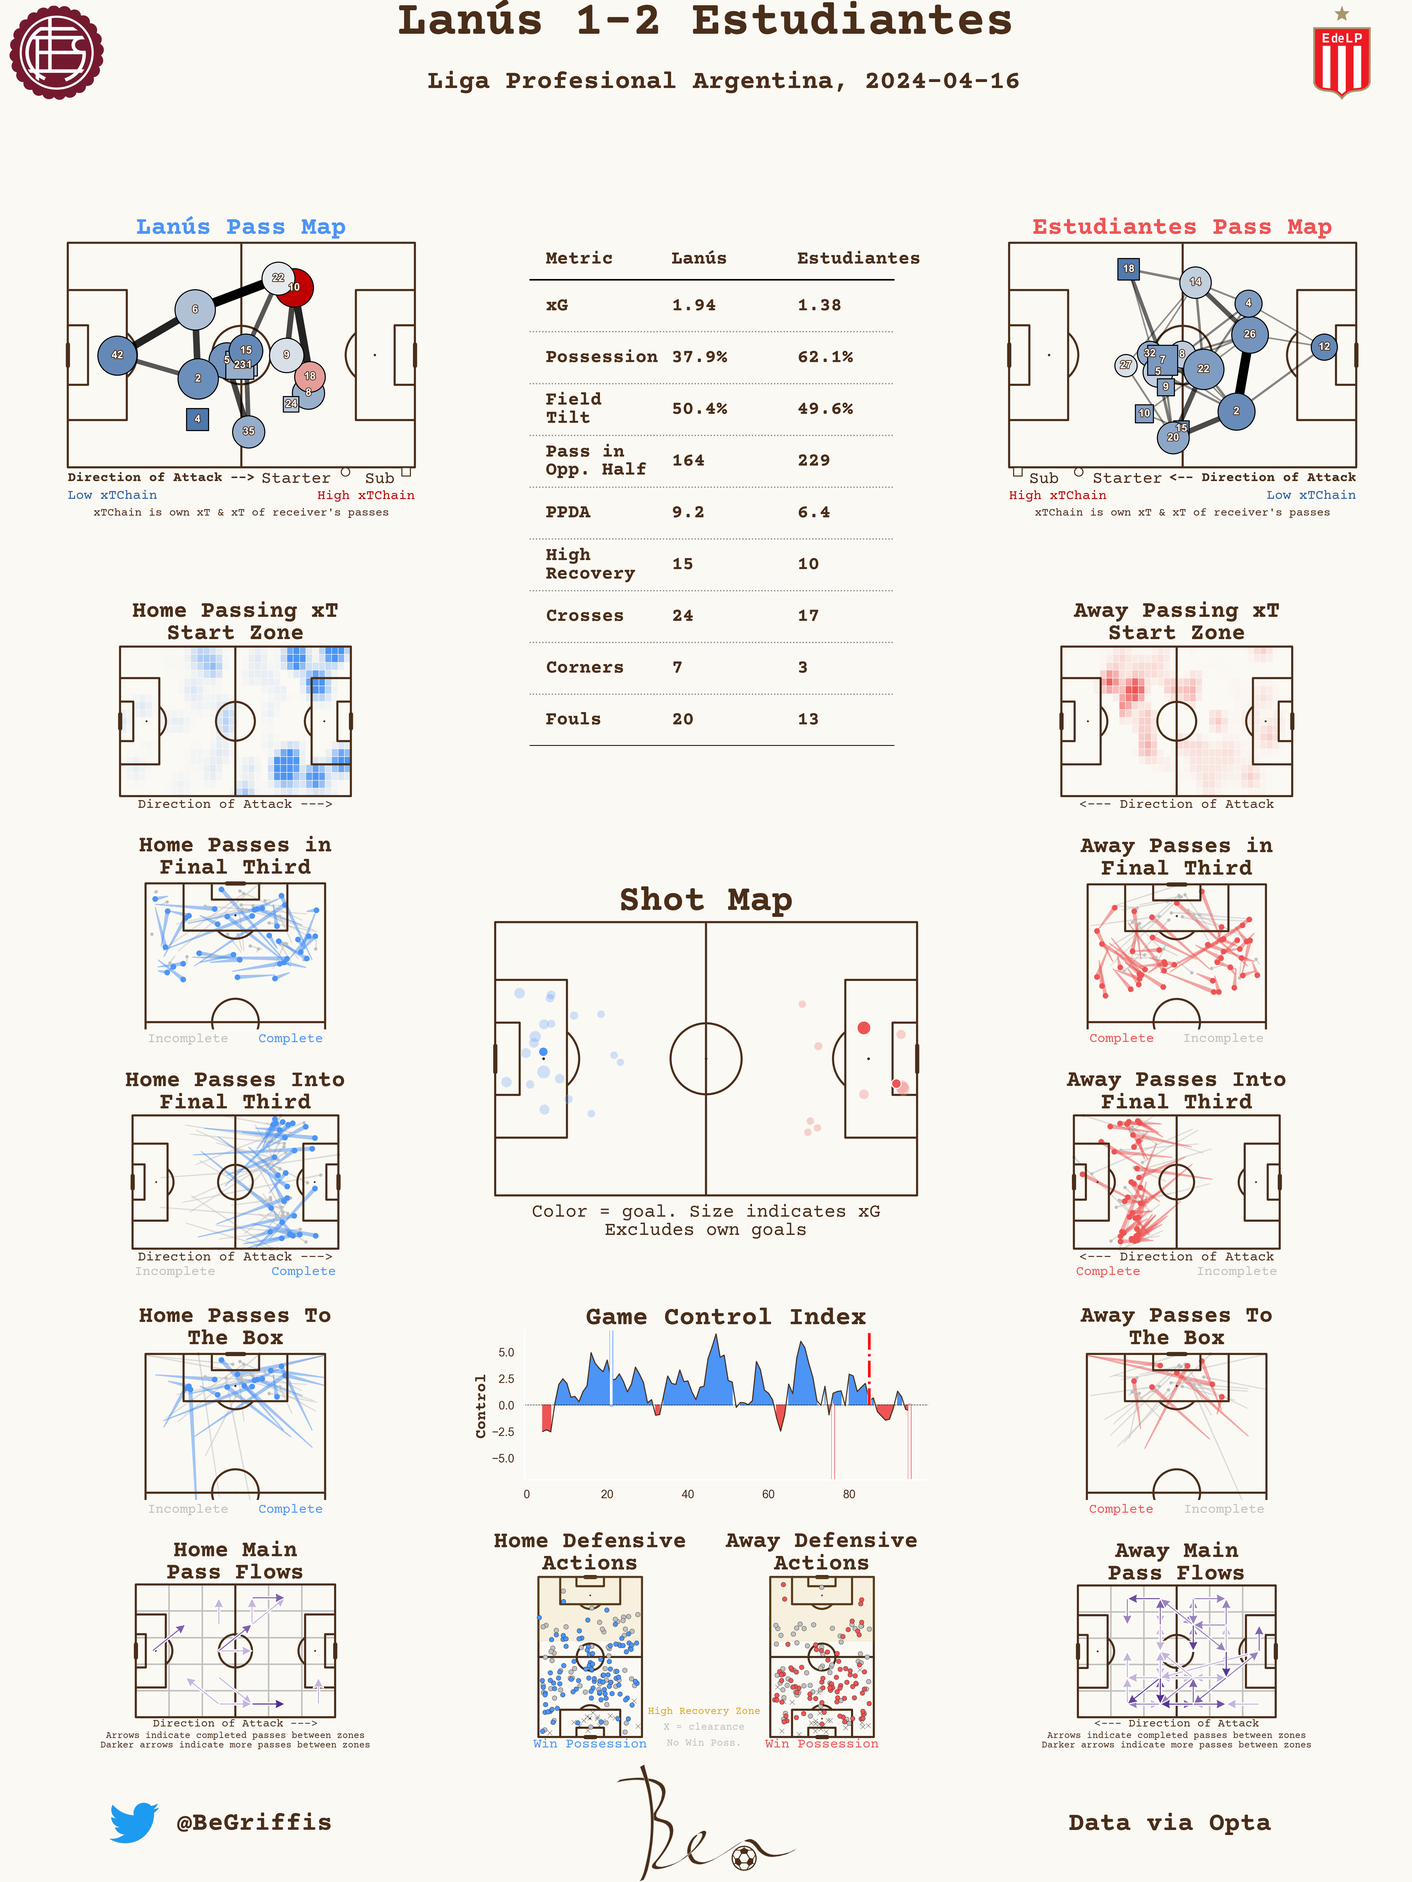 Lanús 1-2 Estudiantes
Liga Profesional Argentina, 2024-04-16
EdeLP
Lanús Pass Map
22
10
6
42
5
15
231
9
2
18
8
24
4
35
Direction of Attack --> Starter Sub
Low xTChain High xTChain
xTChain is own xT & xT of receiver's passes
Metric Lanús Estudiantes
xG 1.94 1.38
Possession 37.9% 62.1%
Field
Tilt 50.4% 49.6%
Pass in
Opp. Half 164 229
PPDA 9.2 6.4
High
Recovery 15 10
Crosses 24 17
Corners 7 3
Fouls 20 13
Estudiantes Pass Map
18
14
4
26
12
32
7
8
27
5
22
9
10
2
15
20
Sub Starter <-- Direction of Attack
High xTChain Low xTChain
xTChain is own xT & xT of receiver's passes
Home Passing xT
Start Zone
Direction of Attack --->
Away Passing xT
Start Zone
<--- Direction of Attack
Home Passes in
Final Third
Incomplete Complete
Away Passes in
Final Third
Complete Incomplete
Shot Map
Color = goal. Size indicates xG
Excludes own goals
Home Passes Into
Final Third
Direction of Attack --->
Incomplete Complete
Away Passes Into
Final Third
<--- Direction of Attack
Complete Incomplete
Home Passes To
The Box
Incomplete Complete
Game Control Index
Control
5.0
2.5
0.0
−2.5
−5.0
0 20 40 60 80
Away Passes To
The Box
Complete Incomplete
Home Main
Pass Flows
Direction of Attack --->
Arrows indicate completed passes between zones
Darker arrows indicate more passes between zones
Home Defensive
Actions
Win Possession
Away Defensive
Actions
Win Possession
High Recovery Zone
X = clearance
No Win Poss.
Away Main
Pass Flows
<--- Direction of Attack
Arrows indicate completed passes between zones
Darker arrows indicate more passes between zones
@BeGriffis
Ben
Data via Opta